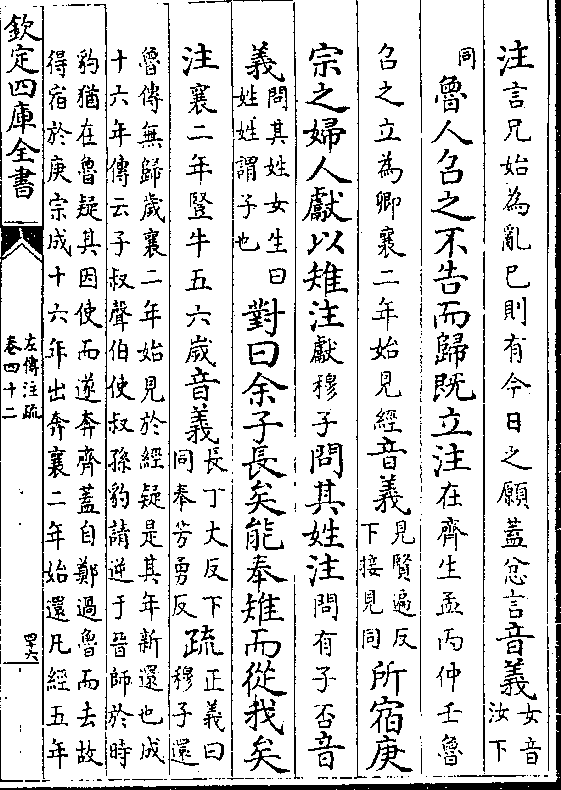 注言兄始為亂已則有今日之願蓋忿言音義女音汝下
同魯人召之不告而歸既立注在齊生孟丙仲壬魯
召之立為卿襄二年始見經音義見賢遍反下接見同所宿庚
宗之婦人獻以雉注獻穆子問其姓注問有子否音
義問其姓女生曰姓姓謂子也對曰余子長矣能奉雉而從我矣
注襄二年豎牛五六歲音義長丁大反下同奉芳勇反疏正義曰穆子還
魯傳無歸歲襄二年始見於經疑是其年新還也成
十六年傳云子叔聲伯使叔孫豹請逆于晉師於時
豹猶在魯疑其因使而遂奔齊蓋自鄭過魯而去故
得宿於庚宗成十六年出奔襄二年始還凡經五年
欽定四庫全書
左傳注疏
卷四十二
四六